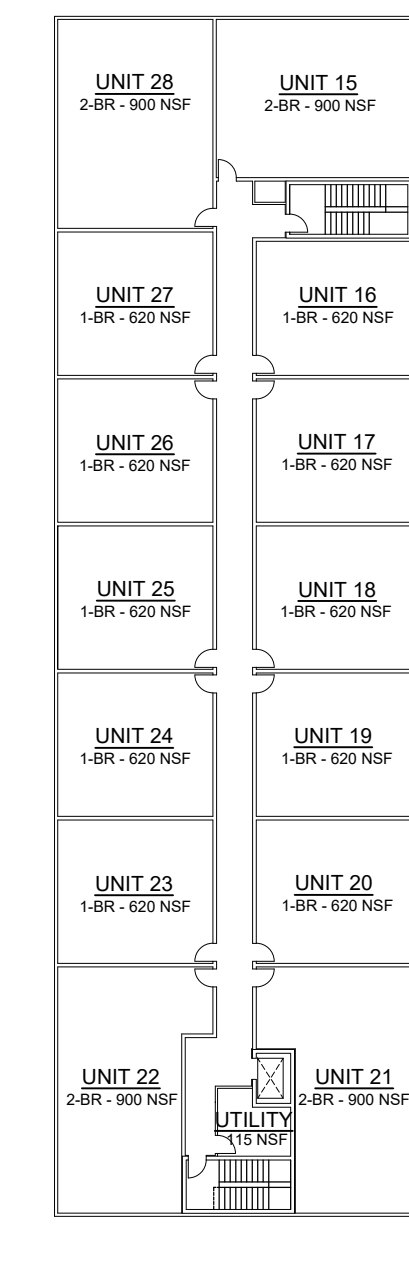 UNIT 28
2-BR - 900 NSF
UNIT 15
2-BR - 900 NSF
UNIT 27
1-BR - 620 NSF
UNIT 16
1-BR - 620 NSF
UNIT 26
1-BR - 620 NSF
UNIT 17
1-BR - 620 NSF
UNIT 25
1-BR - 620 NSF
UNIT 18
1-BR - 620 NSF
UNIT 24
1-BR - 620 NSF
UNIT 19
1-BR - 620 NSF
UNIT 23
1-BR - 620 NSF
UNIT 20
1-BR - 620 NSF
UNIT 22
2-BR - 900 NSF
UNIT 21
2-BR - 900 NSF
UTILITY
115 NSF